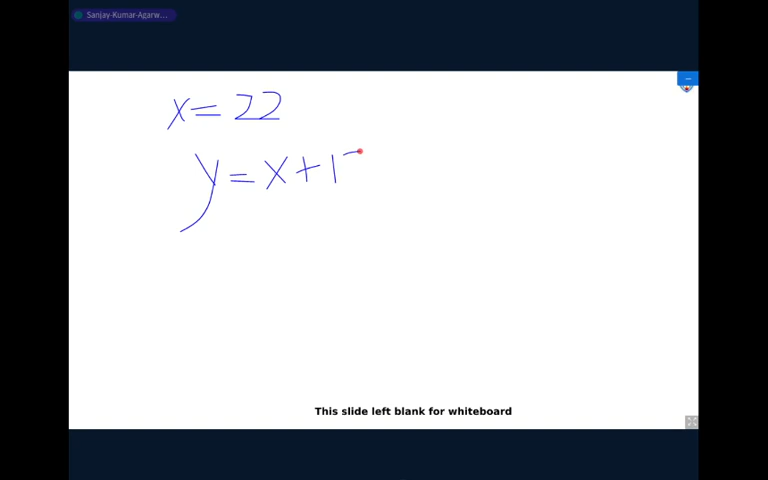 Sanjay-Kumar-Agarw...
x = 22
y = x + 1
This slide left blank for whiteboard